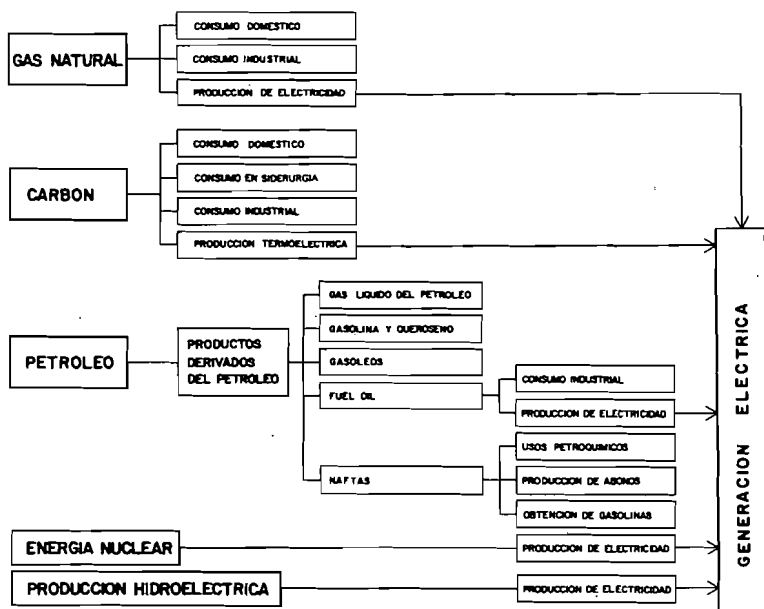 GAS NATURAL
CONSUMO DOMESTICO
CONSUMO INDUSTRIAL
PRODUCCION DE ELECTRICIDAD
CARBON
CONSUMO DOMESTICO
CONSUMO EN SIDERURGIA
CONSUMO INDUSTRIAL
PRODUCCION TERMOELECTRICA
PETROLEO
PRODUCTOS
DERIVADOS
DEL PETROLEO
GAS LIQUIDO DEL PETROLEO
GASOLINA Y QUEROSENO
GASOLEOS
FUEL OIL
CONSUMO INDUSTRIAL
PRODUCCION DE ELECTRICIDAD
NAFTAS
USOS PETROQUIMICOS
PRODUCCION DE ABONOS
OBTENCION DE GASOLINAS
ENERGIA NUCLEAR
PRODUCCION DE ELECTRICIDAD
PRODUCCION HIDROELECTRICA
PRODUCCION DE ELECTRICIDAD
GENERACION ELECTRICA